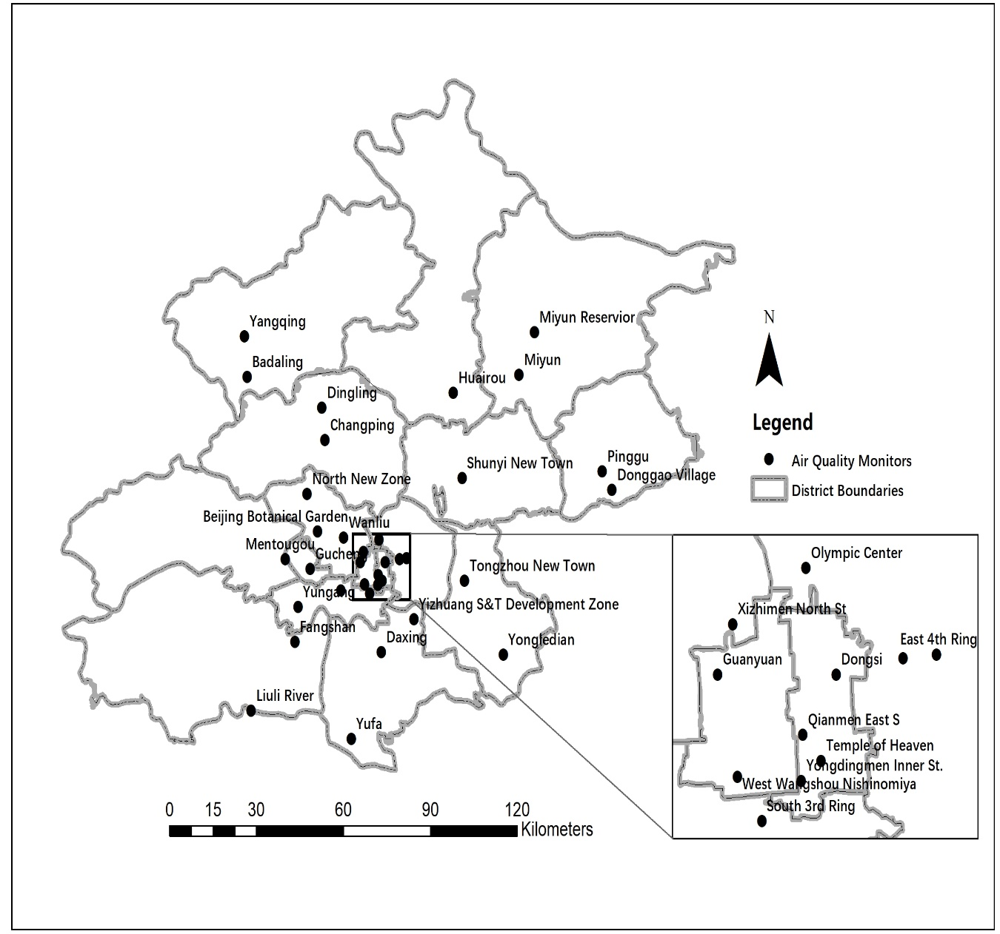 Yangqing
Miyun Reservior
N
Badaling
Miyun
Huairou
Dingling
Legend
Changping
Pinggu
Air Quality Monitors
Shunyi New Town
Donggao Village
North New Zone
District Boundaries
Beijing Botanical Garden
Wanliu
Mentougou
Gucheng
Olympic Center
Tongzhou New Town
Yungang
Yizhuang S&T Development Zone
Xizhimen North St
Fangshan
Daxing
Yongledian
East 4th Ring
Guanyuan
Dongsi
Liuli River
Yufa
Qianmen East S
Temple of Heaven
Yongdingmen Inner St.
West Wangshou Nishinomiya
South 3rd Ring
0 15 30 60 90 120
Kilometers